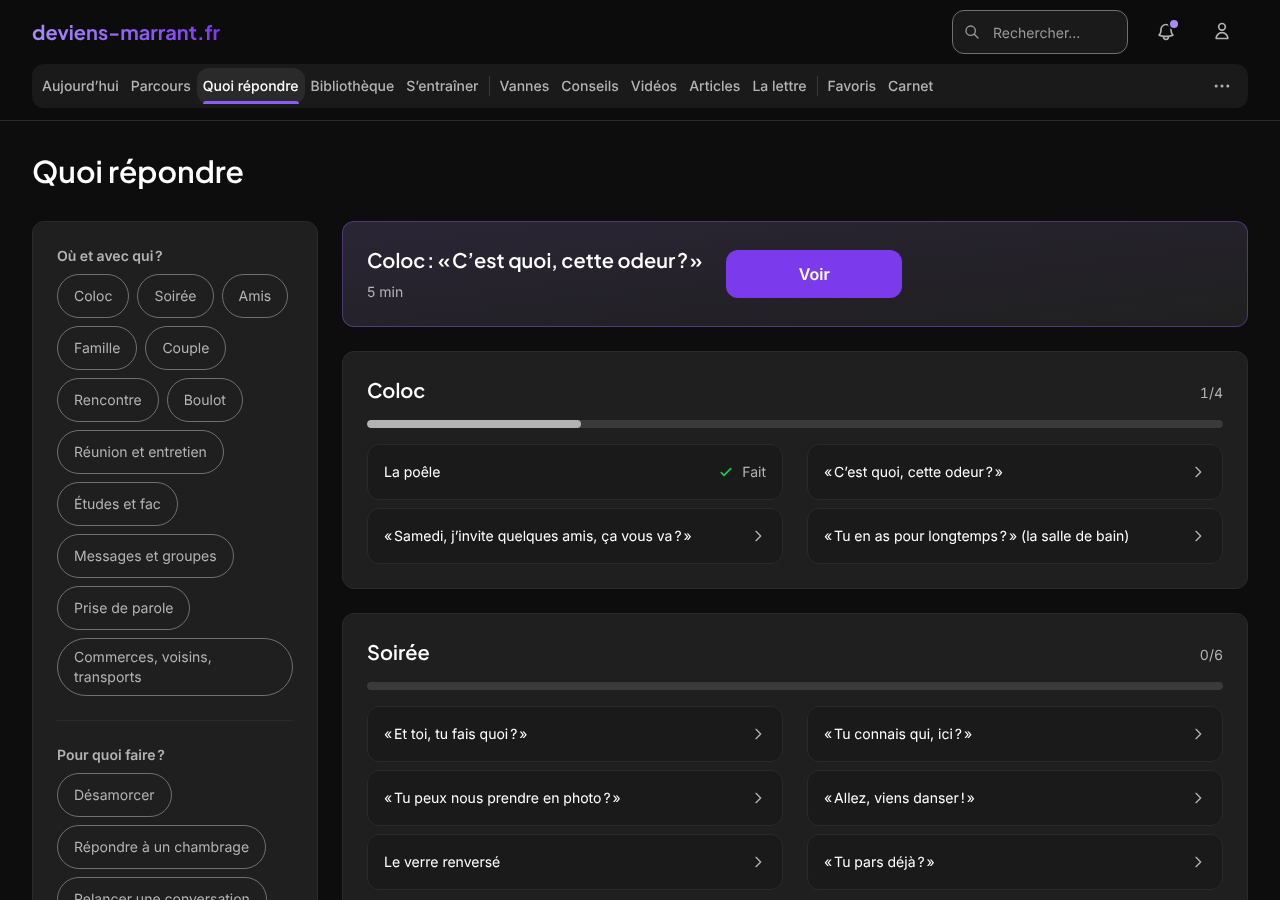 deviens-marrant.fr
Rechercher...
Aujourd’hui Parcours Quoi répondre Bibliothèque S’entraîner Vannes Conseils Vidéos Articles La lettre Favoris Carnet
Quoi répondre
Où et avec qui ?
Coloc Soirée Amis
Famille Couple
Rencontre Boulot
Réunion et entretien
Études et fac
Messages et groupes
Prise de parole
Commerces, voisins,
transports
Pour quoi faire ?
Désamorcer
Répondre à un chambrage
Relancer une conversation
Coloc : « C’est quoi, cette odeur ? »
5 min
Voir
Coloc 1/4
La poêle Fait
« C’est quoi, cette odeur ? »
« Samedi, j’invite quelques amis, ça vous va ? »
« Tu en as pour longtemps ? » (la salle de bain)
Soirée 0/6
« Et toi, tu fais quoi ? »
« Tu connais qui, ici ? »
« Tu peux nous prendre en photo ? »
« Allez, viens danser ! »
Le verre renversé
« Tu pars déjà ? »